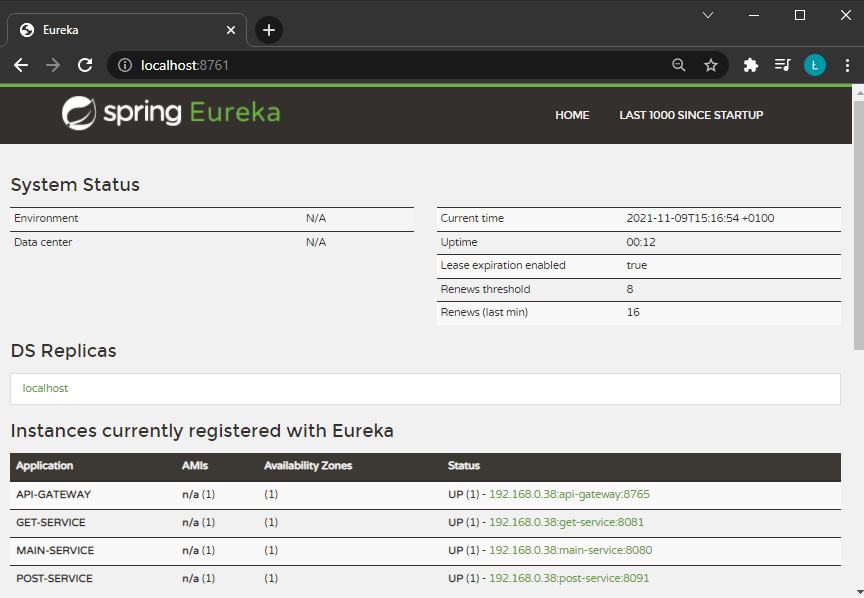 Eureka
localhost:8761
Ł
spring Eureka
HOME LAST 1000 SINCE STARTUP
System Status
Environment N/A
Data center N/A
Current time 2021-11-09T15:16:54 +0100
Uptime 00:12
Lease expiration enabled true
Renews threshold 8
Renews (last min) 16
DS Replicas
localhost
Instances currently registered with Eureka
Application AMIs Availability Zones Status
API-GATEWAY n/a (1) (1) UP (1) - 192.168.0.38:api-gateway:8765
GET-SERVICE n/a (1) (1) UP (1) - 192.168.0.38:get-service:8081
MAIN-SERVICE n/a (1) (1) UP (1) - 192.168.0.38:main-service:8080
POST-SERVICE n/a (1) (1) UP (1) - 192.168.0.38:post-service:8091